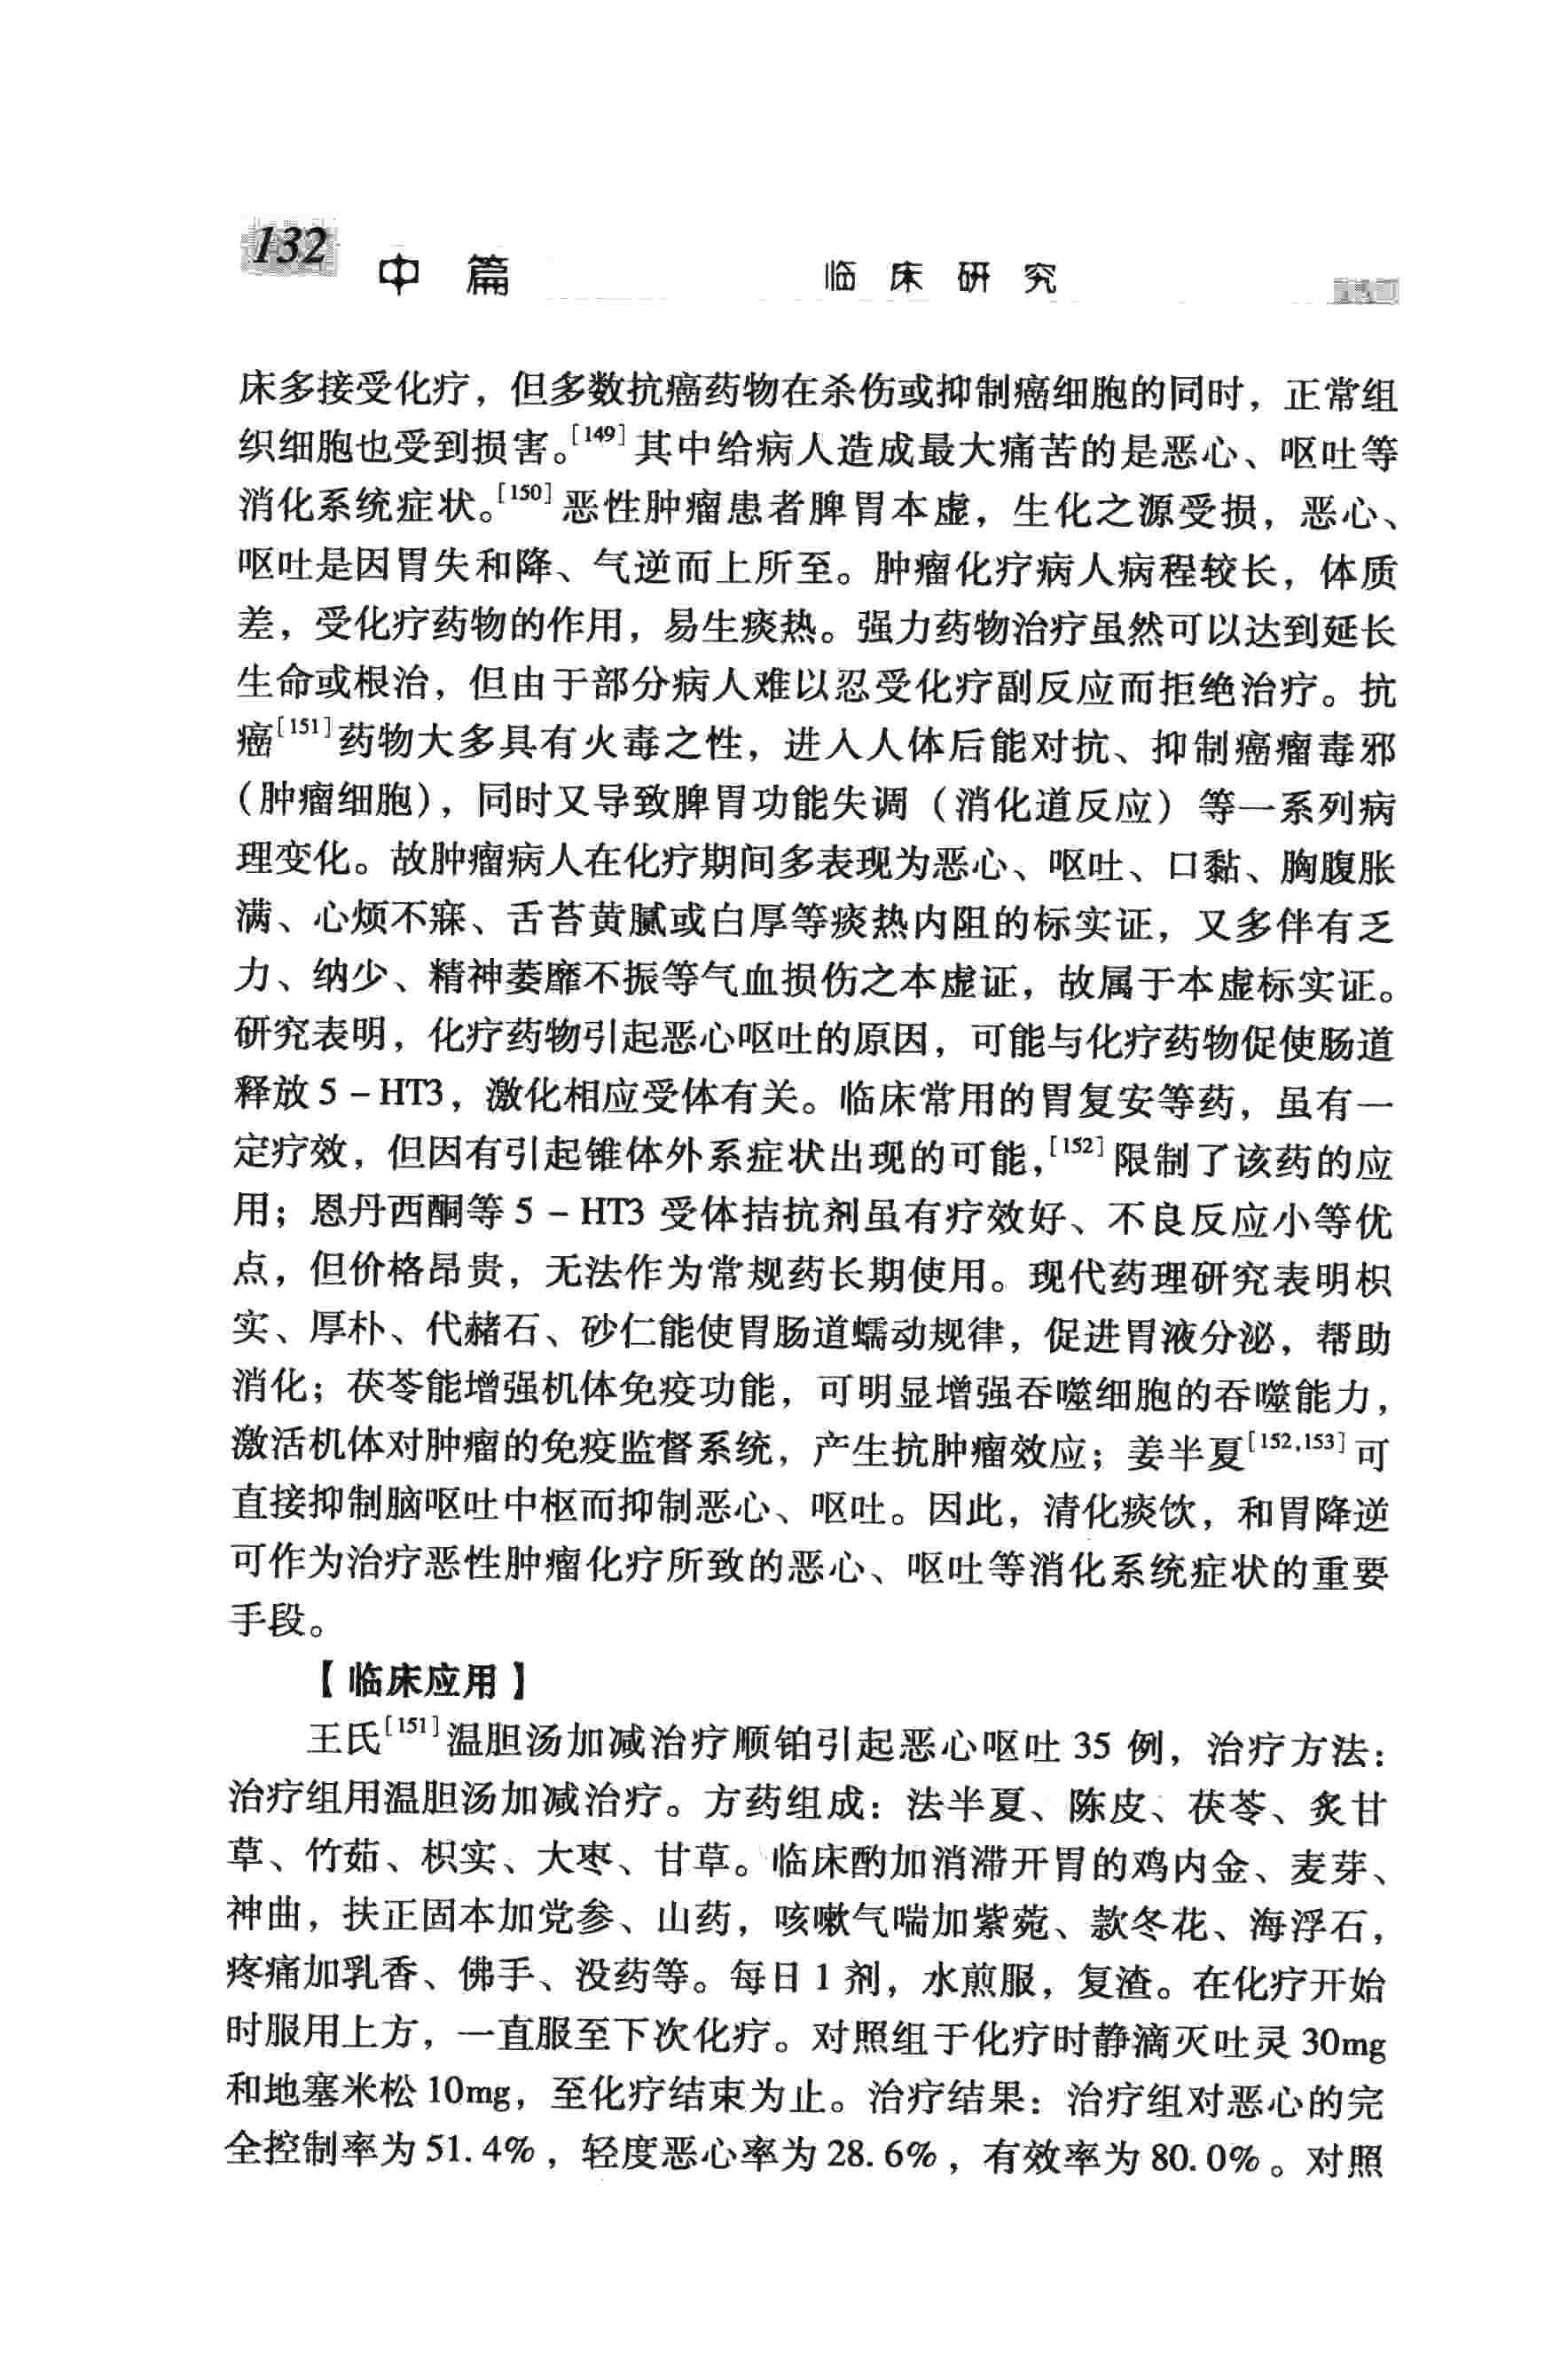 132
中 篇 临床研究
床多接受化疗，但多数抗癌药物在杀伤或抑制癌细胞的同时，正常组
织细胞也受到损害。[149]其中给病人造成最大痛苦的是恶心、呕吐等
消化系统症状。[150]恶性肿瘤患者脾胃本虚，生化之源受损，恶心、
呕吐是因胃失和降、气逆而上所至。肿瘤化疗病人病程较长，体质
差，受化疗药物的作用，易生痰热。强力药物治疗虽然可以达到延长
生命或根治，但由于部分病人难以忍受化疗副反应而拒绝治疗。抗
癌[151]药物大多具有火毒之性，进入人体后能对抗、抑制癌瘤毒邪
（肿瘤细胞），同时又导致脾胃功能失调（消化道反应）等一系列病
理变化。故肿瘤病人在化疗期间多表现为恶心、呕吐、口黏、胸腹胀
满、心烦不寐、舌苔黄腻或白厚等痰热内阻的标实证，又多伴有乏
力、纳少、精神萎靡不振等气血损伤之本虚证，故属于本虚标实证。
研究表明，化疗药物引起恶心呕吐的原因，可能与化疗药物促使肠道
释放 5－HT3，激化相应受体有关。临床常用的胃复安等药，虽有一
定疗效，但因有引起锥体外系症状出现的可能，[152]限制了该药的应
用；恩丹西酮等 5－HT3 受体拮抗剂虽有疗效好、不良反应小等优
点，但价格昂贵，无法作为常规药长期使用。现代药理研究表明枳
实、厚朴、代赭石、砂仁能使胃肠道蠕动规律，促进胃液分泌，帮助
消化；茯苓能增强机体免疫功能，可明显增强吞噬细胞的吞噬能力，
激活机体对肿瘤的免疫监督系统，产生抗肿瘤效应；姜半夏[152,153]可
直接抑制脑呕吐中枢而抑制恶心、呕吐。因此，清化痰饮，和胃降逆
可作为治疗恶性肿瘤化疗所致的恶心、呕吐等消化系统症状的重要
手段。
【临床应用】
王氏[151]温胆汤加减治疗顺铂引起恶心呕吐 35 例，治疗方法：
治疗组用温胆汤加减治疗。方药组成：法半夏、陈皮、茯苓、炙甘
草、竹茹、枳实、大枣、甘草。临床酌加消滞开胃的鸡内金、麦芽、
神曲，扶正固本加党参、山药，咳嗽气喘加紫菀、款冬花、海浮石，
疼痛加乳香、佛手、没药等。每日 1 剂，水煎服，复渣。在化疗开始
时服用上方，一直服至下次化疗。对照组于化疗时静滴灭吐灵 30mg
和地塞米松 10mg，至化疗结束为止。治疗结果：治疗组对恶心的完
全控制率为 51.4%，轻度恶心率为 28.6%，有效率为 80.0%。对照